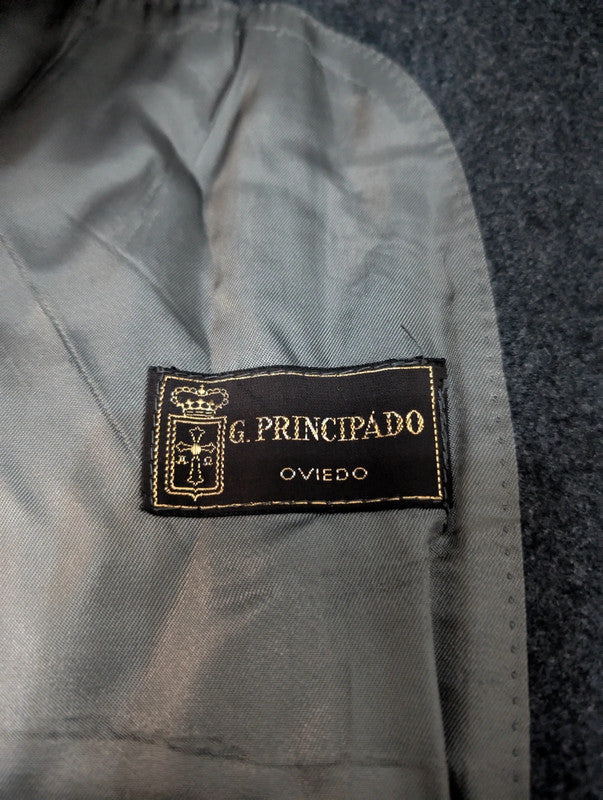 G. PRINCIPADO
OVIEDO
Α Ω